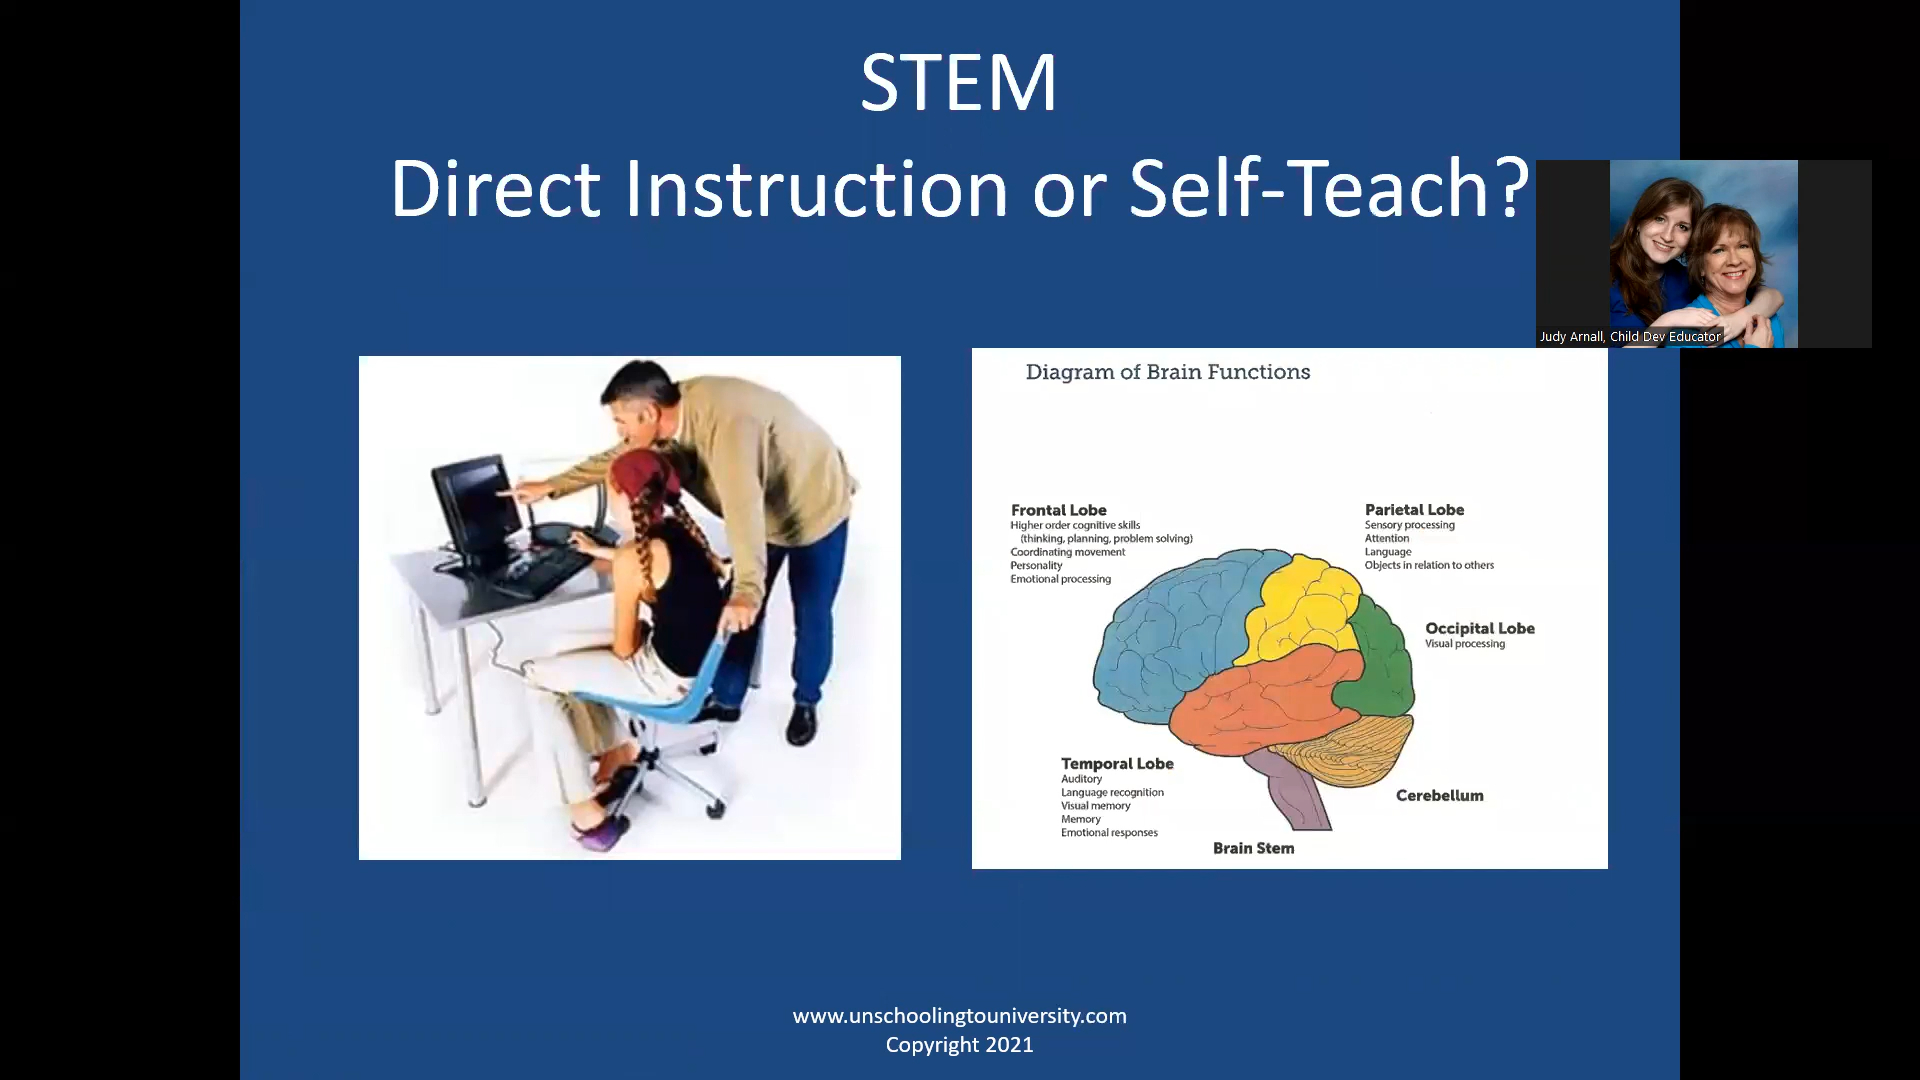 STEM
Direct Instruction or Self-Teach?
Judy Arnall, Child Dev Educator
Diagram of Brain Functions
Frontal Lobe
Higher order cognitive skills
(thinking, planning, problem solving)
Coordinating movement
Personality
Emotional processing
Parietal Lobe
Sensory processing
Attention
Language
Objects in relation to others
Occipital Lobe
Visual processing
Temporal Lobe
Auditory
Language recognition
Visual memory
Memory
Emotional responses
Cerebellum
Brain Stem
www.unschoolingtouniversity.com
Copyright 2021